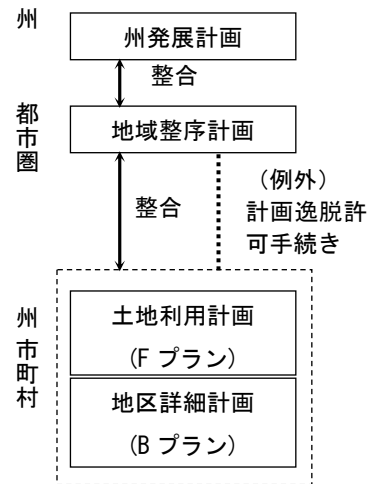 州
州発展計画
整合
都市圏
地域整序計画
(例外)
計画逸脱許
可手続き
整合
州
市町村
土地利用計画
(F プラン)
地区詳細計画
(B プラン)